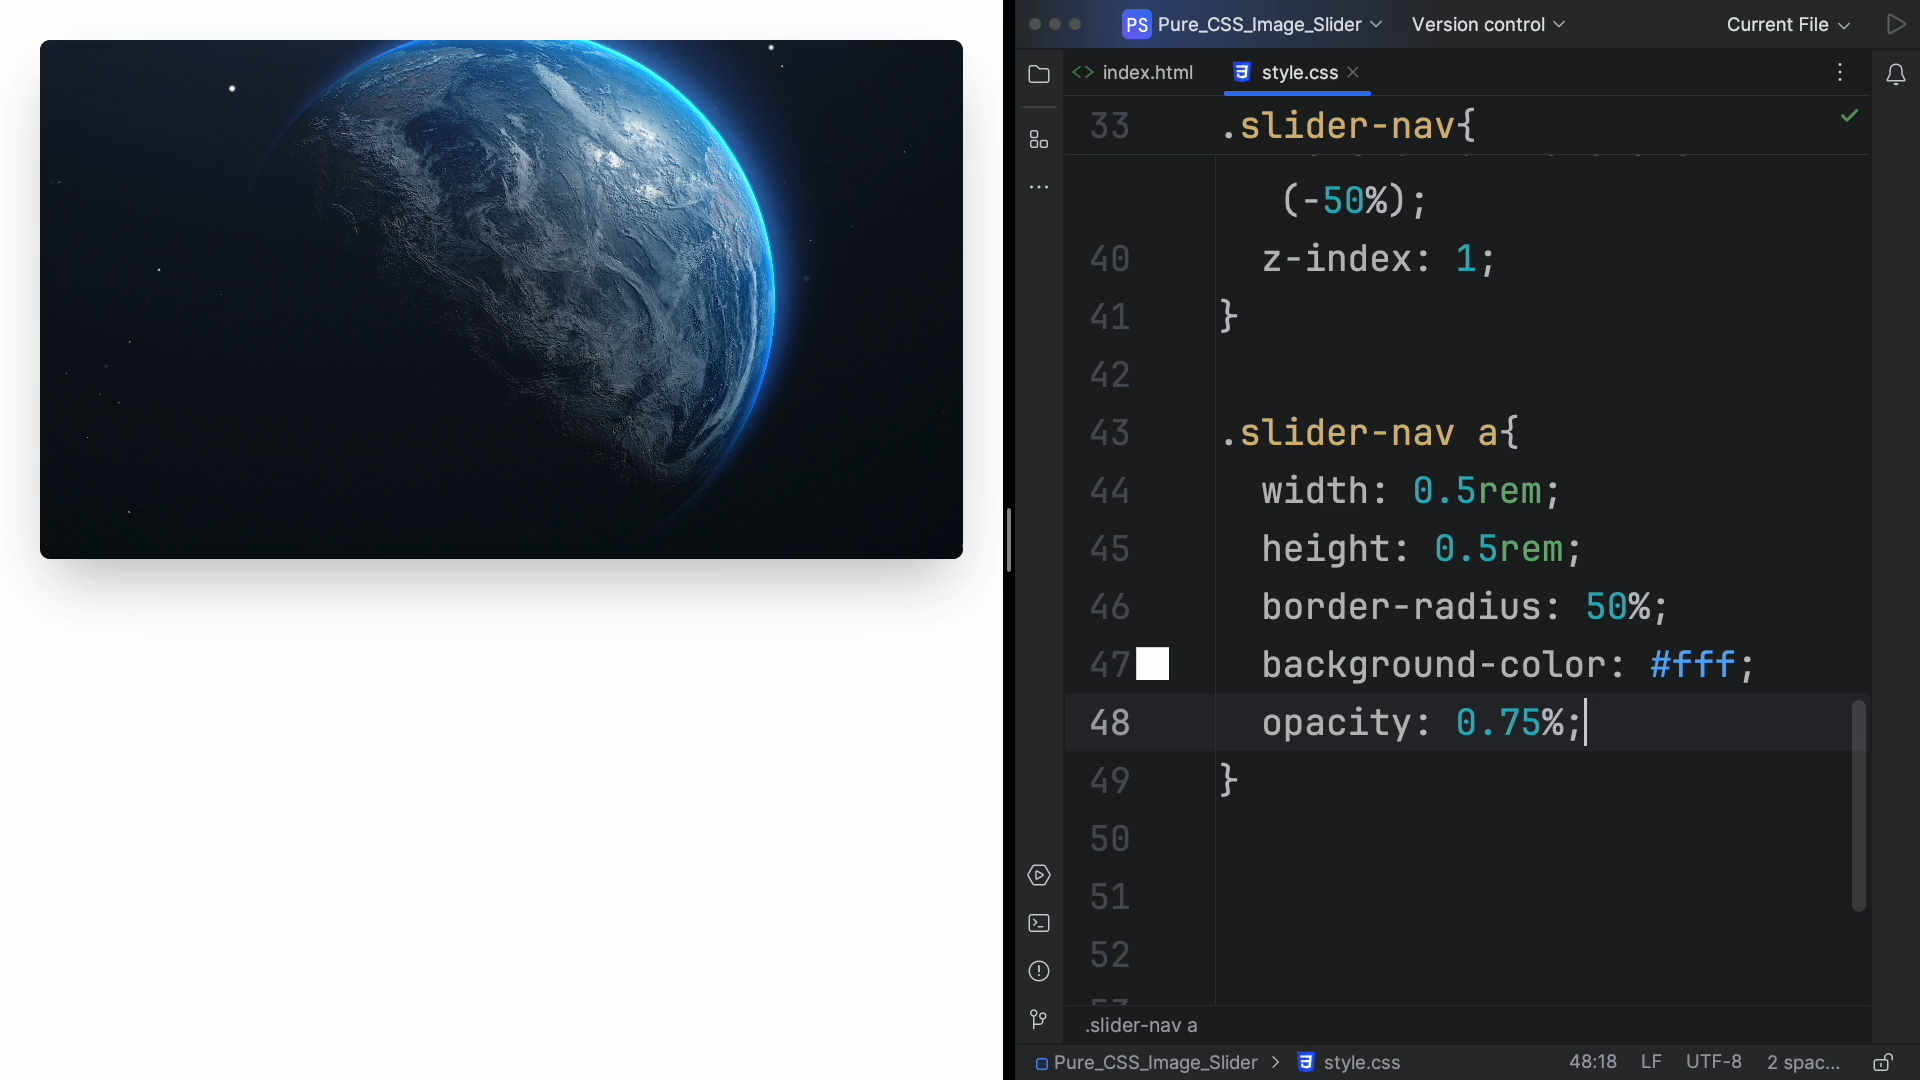 PS Pure_CSS_Image_Slider Version control Current File
index.html style.css
33 .slider-nav{
(-50%);
40 z-index: 1;
41 }
42
43 .slider-nav a{
44 width: 0.5rem;
45 height: 0.5rem;
46 border-radius: 50%;
47 background-color: #fff;
48 opacity: 0.75%;
49 }
50
51
52
.slider-nav a
Pure_CSS_Image_Slider > style.css 48:18 LF UTF-8 2 spac...